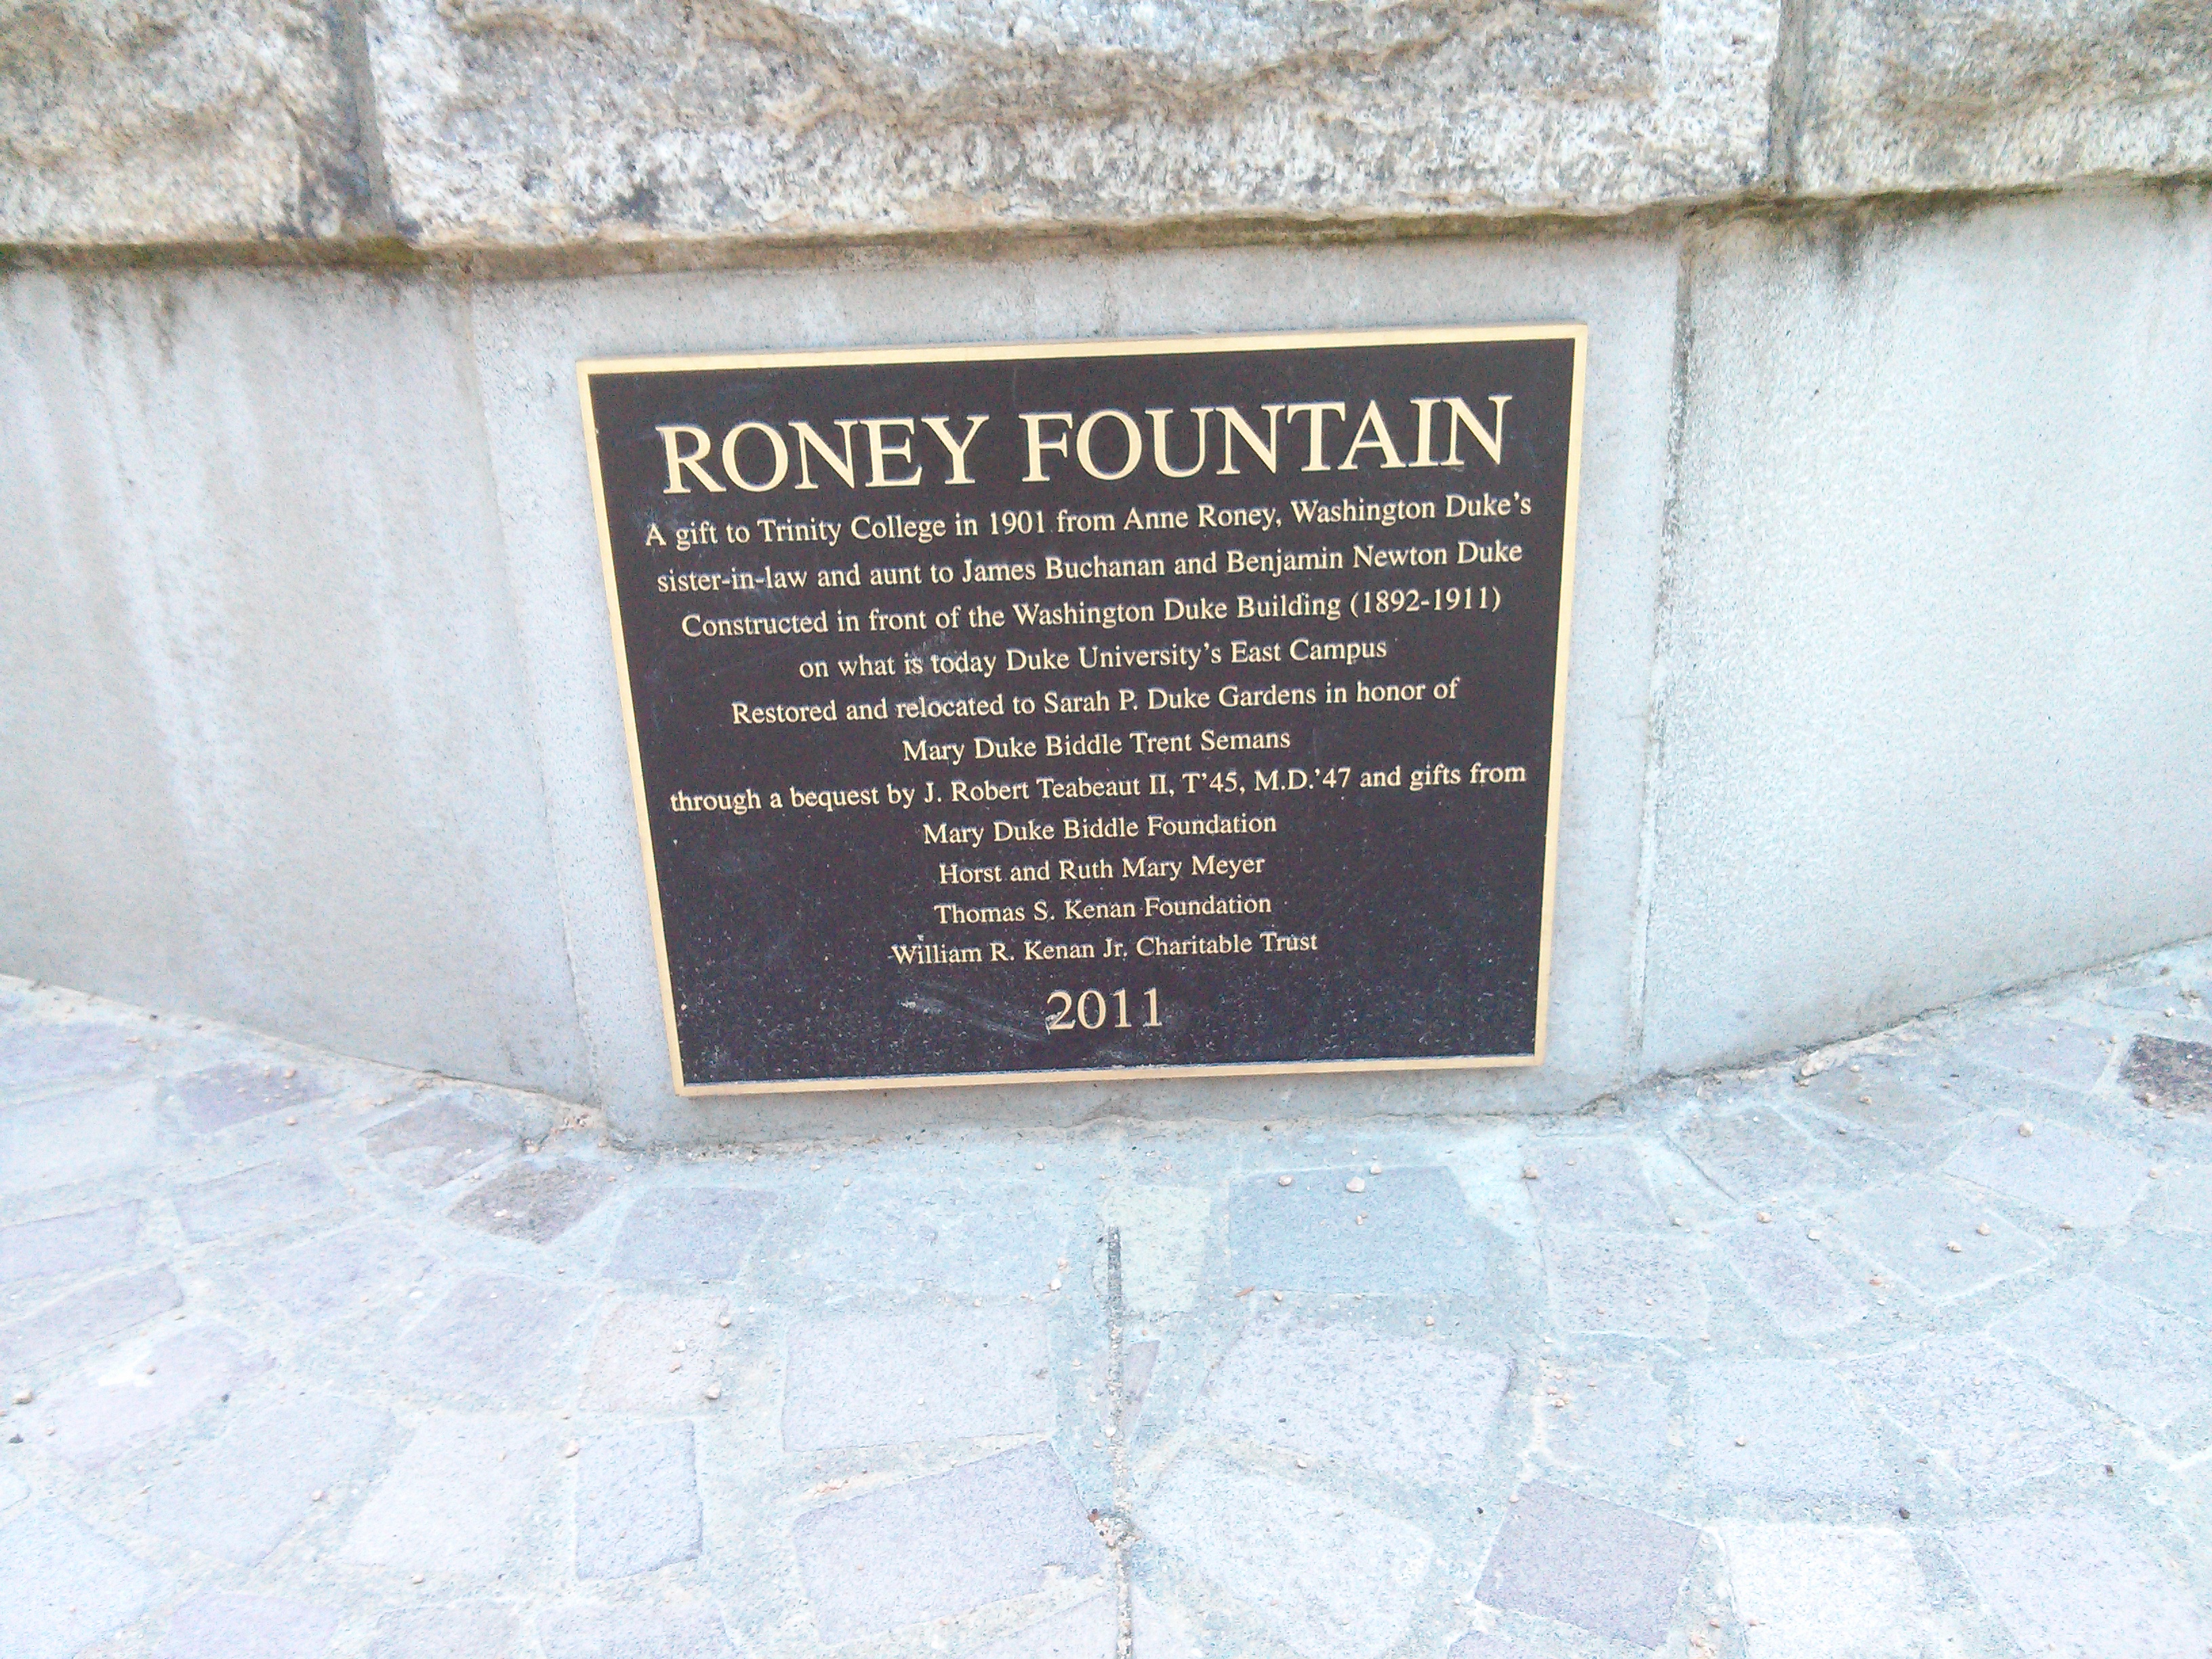 RONEY FOUNTAIN
A gift to Trinity College in 1901 from Anne Roney, Washington Duke's
sister-in-law and aunt to James Buchanan and Benjamin Newton Duke
Constructed in front of the Washington Duke Building (1892-1911)
on what is today Duke University's East Campus
Restored and relocated to Sarah P. Duke Gardens in honor of
Mary Duke Biddle Trent Semans
through a bequest by J. Robert Teabeaut II, T'45, M.D.'47 and gifts from
Mary Duke Biddle Foundation
Horst and Ruth Mary Meyer
Thomas S. Kenan Foundation
William R. Kenan Jr. Charitable Trust
2011